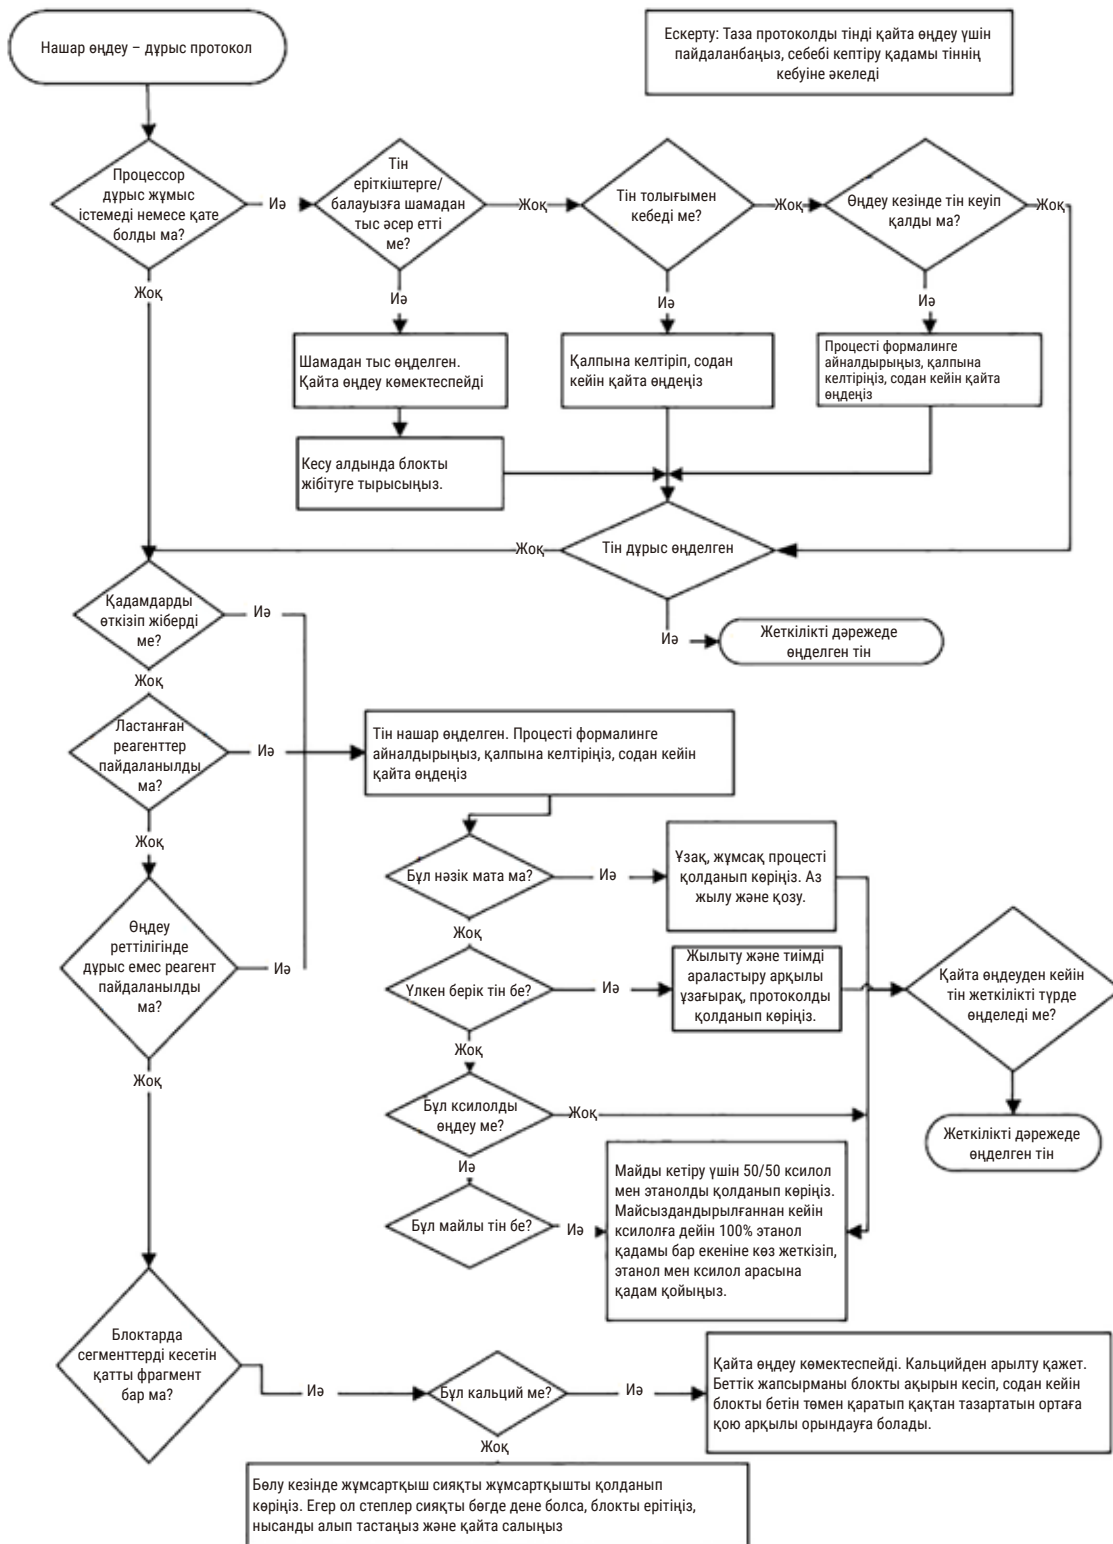 Нашар өңдеу – дұрыс протокол
Ескерту: Таза протоколды тінді қайта өңдеу үшін
пайдаланбаңыз, себебі кептіру қадамы тіннің
кебуіне әкеледі
Процессор
дұрыс жұмыс
істемеді немесе қате
болды ма?
Иә
Тін
еріткіштерге/
балауызға шамадан
тыс әсер етті
ме?
Жоқ
Тін толығымен
кебеді ме?
Жоқ
Өңдеу кезінде тін кеуіп
қалды ма?
Жоқ
Жоқ
Иә
Иә
Иә
Шамадан тыс өңделген.
Қайта өңдеу көмектеспейді
Қалпына келтіріп, содан
кейін қайта өңдеңіз
Процесті формалинге
айналдырыңыз, қалпына
келтіріңіз, содан кейін қайта
өңдеңіз
Кесу алдында блокты
жібітуге тырысыңыз.
Тін дұрыс өңделген
Жоқ
Иә
Жеткілікті дәрежеде
өңделген тін
Қадамдарды
өткізіп жіберді
ме?
Иә
Жоқ
Ластанған
реагенттер
пайдаланылды
ма?
Иә
Тін нашар өңделген. Процесті формалинге
айналдырыңыз, қалпына келтіріңіз, содан кейін
қайта өңдеңіз
Жоқ
Өңдеу
реттілігінде
дұрыс емес реагент
пайдаланылды
ма?
Иә
Жоқ
Бұл нәзік мата ма?
Иә
Ұзақ, жұмсақ процесті
қолданып көріңіз. Аз
жылу және қозу.
Жоқ
Үлкен берік тін бе?
Иә
Жылыту және тиімді
араластыру арқылы
ұзағырақ, протоколды
қолданып көріңіз.
Қайта өңдеуден кейін
тін жеткілікті түрде
өңделеді ме?
Жоқ
Бұл ксилолды
өңдеу ме?
Жоқ
Жеткілікті дәрежеде
өңделген тін
Иә
Бұл майлы тін бе?
Иә
Майды кетіру үшін 50/50 ксилол
мен этанолды қолданып көріңіз.
Майсыздандырылғаннан кейін
ксилолға дейін 100% этанол
қадамы бар екеніне көз жеткізіп,
этанол мен ксилол арасына
қадам қойыңыз.
Блоктарда
сегменттерді кесетін
қатты фрагмент
бар ма?
Иә
Бұл кальций ме?
Иә
Қайта өңдеу көмектеспейді. Кальцийден арылту қажет.
Беттік жапсырманы блокты ақырын кесіп, содан кейін
блокты бетін төмен қаратып қақтан тазартатын ортаға
қою арқылы орындауға болады.
Жоқ
Бөлу кезінде жұмсартқыш сияқты жұмсартқышты қолданып
көріңіз. Егер ол степлер сияқты бөгде дене болса, блокты ерітіңіз,
нысанды алып тастаңыз және қайта салыңыз